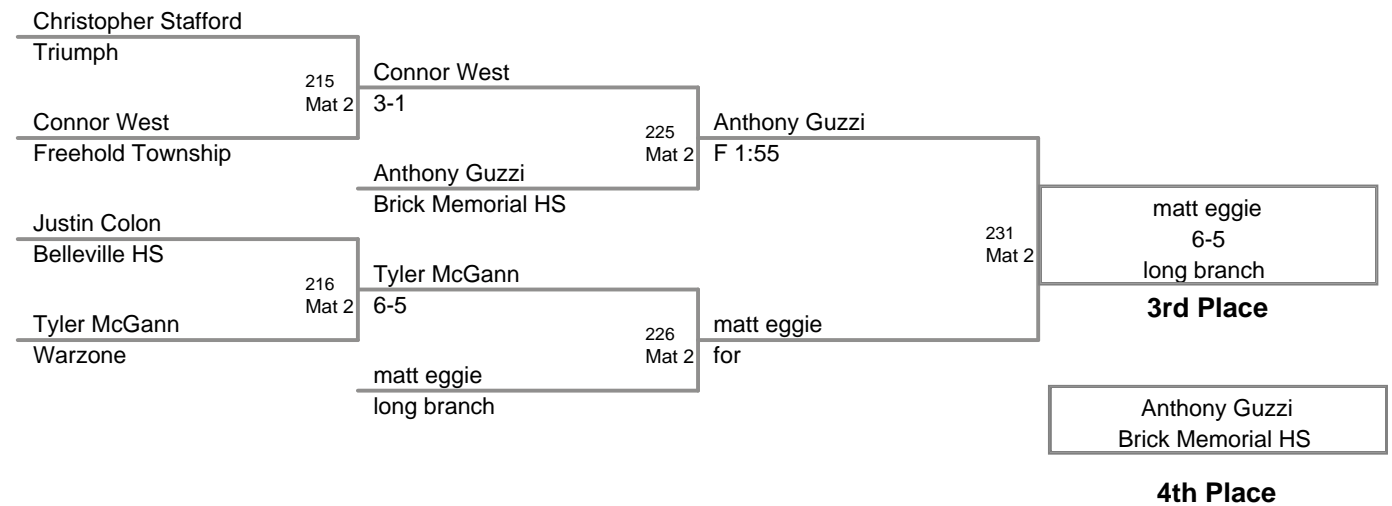 Christopher Stafford
Triumph
215
Mat 2
Connor West
Freehold Township
Connor West
3-1
225
Mat 2
Anthony Guzzi
Brick Memorial HS
Anthony Guzzi
F 1:55
Justin Colon
Belleville HS
216
Mat 2
Tyler McGann
Warzone
Tyler McGann
6-5
226
Mat 2
matt eggie
long branch
matt eggie
for
231
Mat 2
matt eggie
6-5
long branch
3rd Place
Anthony Guzzi
Brick Memorial HS
4th Place